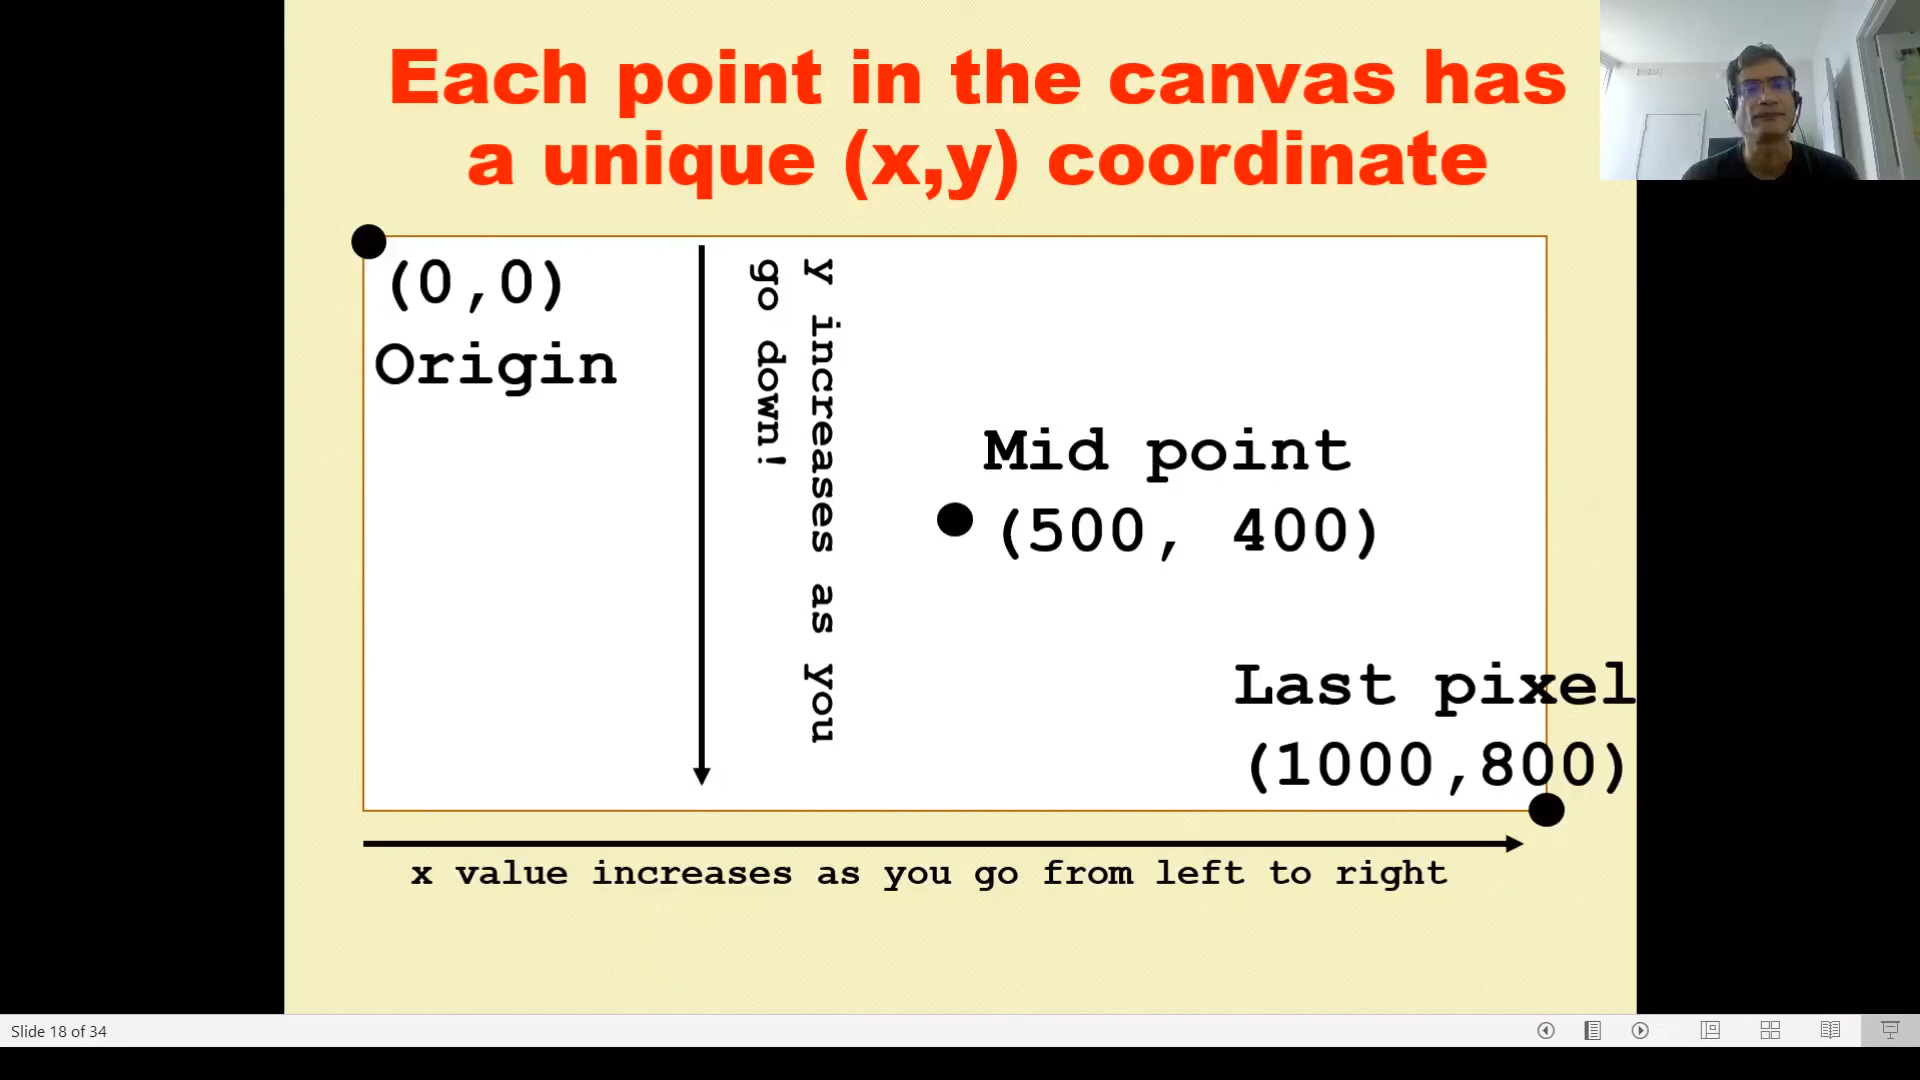 Each point in the canvas has
a unique (x,y) coordinate
(0,0)
Origin
y increases as you
go down!
Mid point
(500, 400)
Last pixel
(1000,800)
x value increases as you go from left to right
Slide 18 of 34